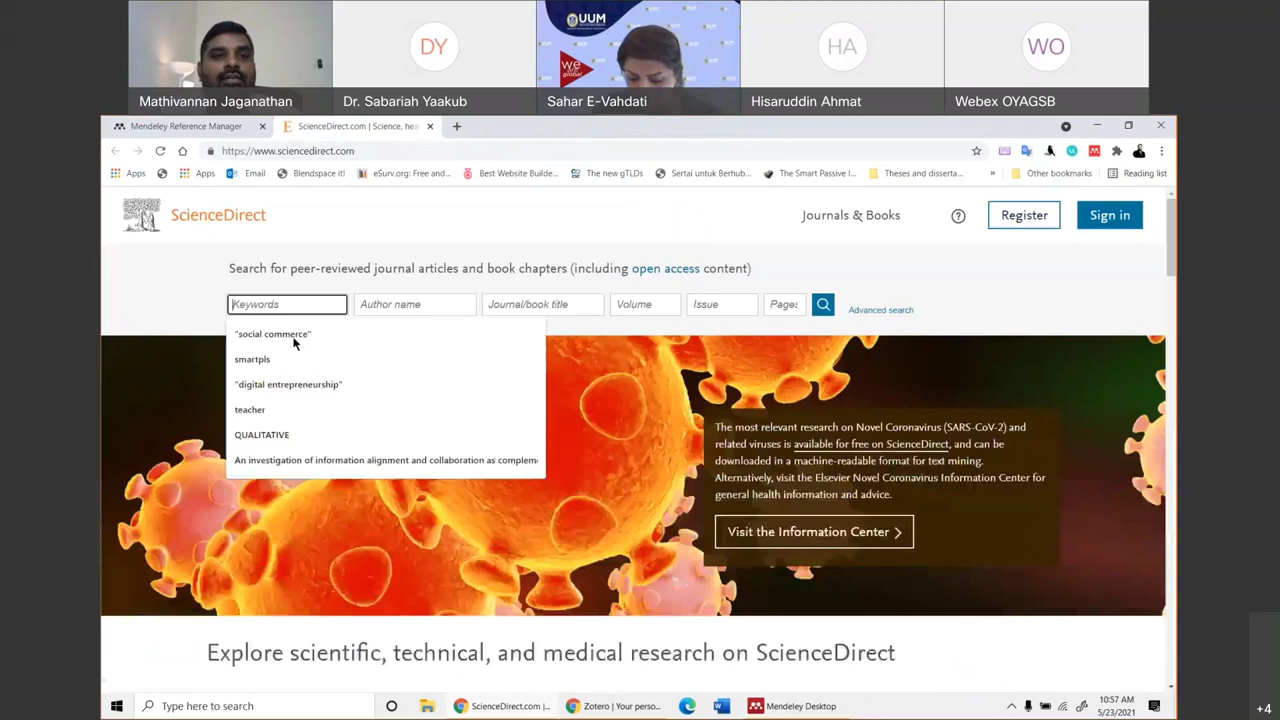 DY
UUM
we
are
global
HA
WO
Mathivannan Jaganathan
Dr. Sabariah Yaakub
Sahar E-Vahdati
Hisaruddin Ahmat
Webex OYAGSB
Mendeley Reference Manager
ScienceDirect.com | Science, hea
https://www.sciencedirect.com
Apps
Apps
Email
Blendspace it!
eSurv.org: Free and...
Best Website Builde...
The new gTLDs
Sertai untuk Berhub...
The Smart Passive I...
Theses and disserta...
»
Other bookmarks
Reading list
ScienceDirect
Journals & Books
?
Register
Sign in
Search for peer-reviewed journal articles and book chapters (including open access content)
Keywords
Author name
Journal/book title
Volume
Issue
Pages
Advanced search
"social commerce"
smartpls
"digital entrepreneurship"
teacher
QUALITATIVE
An investigation of information alignment and collaboration as complem
The most relevant research on Novel Coronavirus (SARS-CoV-2) and
related viruses is available for free on ScienceDirect, and can be
downloaded in a machine-readable format for text mining.
Alternatively, visit the Elsevier Novel Coronavirus Information Center for
general health information and advice.
Visit the Information Center
Explore scientific, technical, and medical research on ScienceDirect
Type here to search
ScienceDirect.com |...
Zotero | Your perso...
Mendeley Desktop
10:57 AM
5/23/2021
+4